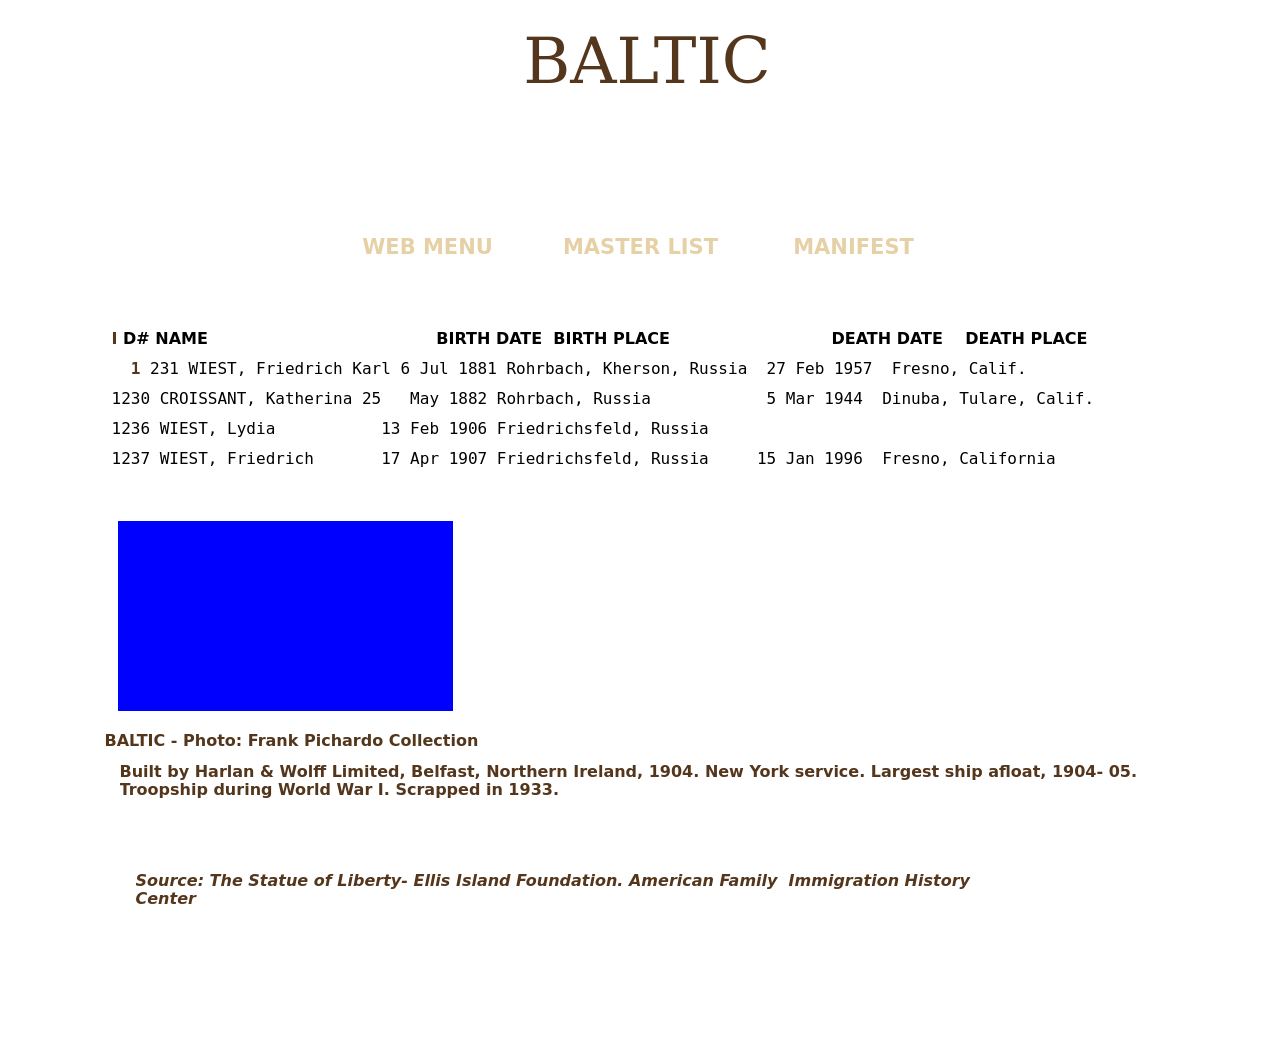 BALTIC
WEB MENU MASTER LIST MANIFEST
I D# NAME BIRTH DATE BIRTH PLACE DEATH DATE DEATH PLACE
1 231 WIEST, Friedrich Karl 6 Jul 1881 Rohrbach, Kherson, Russia 27 Feb 1957 Fresno, Calif.
1230 CROISSANT, Katherina 25 May 1882 Rohrbach, Russia 5 Mar 1944 Dinuba, Tulare, Calif.
1236 WIEST, Lydia 13 Feb 1906 Friedrichsfeld, Russia
1237 WIEST, Friedrich 17 Apr 1907 Friedrichsfeld, Russia 15 Jan 1996 Fresno, California
BALTIC - Photo: Frank Pichardo Collection
Built by Harlan & Wolff Limited, Belfast, Northern Ireland, 1904. New York service. Largest ship afloat, 1904- 05.
Troopship during World War I. Scrapped in 1933.
Source: The Statue of Liberty- Ellis Island Foundation. American Family Immigration History
Center